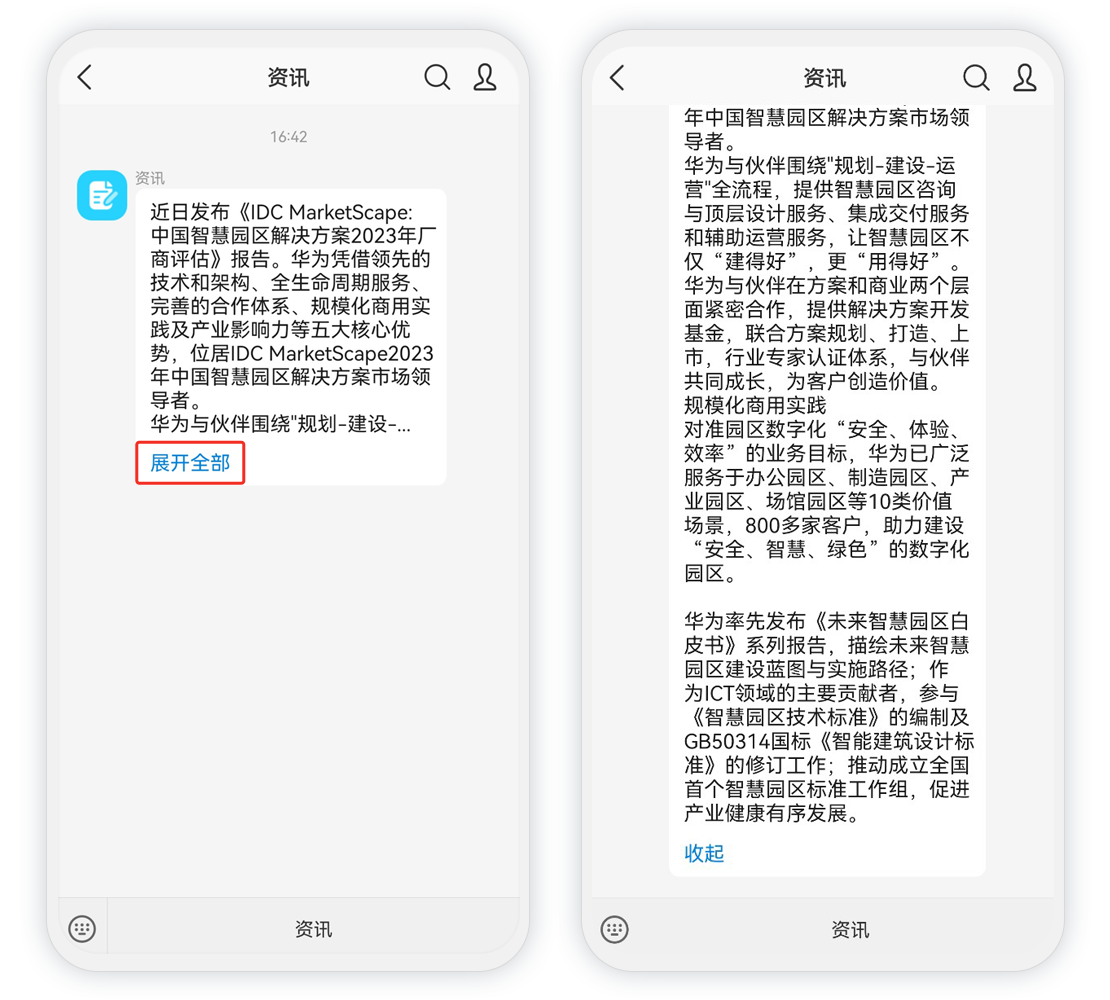 资讯
16:42
资讯
近日发布《IDC MarketScape:
中国智慧园区解决方案2023年厂
商评估》报告。华为凭借领先的
技术和架构、全生命周期服务、
完善的合作体系、规模化商用实
践及产业影响力等五大核心优
势，位居IDC MarketScape2023
年中国智慧园区解决方案市场领
导者。
华为与伙伴围绕"规划-建设-...
展开全部
资讯
资讯
年中国智慧园区解决方案市场领
导者。
华为与伙伴围绕"规划-建设-运
营"全流程，提供智慧园区咨询
与顶层设计服务、集成交付服务
和辅助运营服务，让智慧园区不
仅“建得好”，更“用得好”。
华为与伙伴在方案和商业两个层
面紧密合作，提供解决方案开发
基金，联合方案规划、打造、上
市，行业专家认证体系，与伙伴
共同成长，为客户创造价值。
规模化商用实践
对准园区数字化“安全、体验、
效率”的业务目标，华为已广泛
服务于办公园区、制造园区、产
业园区、场馆园区等10类价值
场景，800多家客户，助力建设
“安全、智慧、绿色”的数字化
园区。
华为率先发布《未来智慧园区白
皮书》系列报告，描绘未来智慧
园区建设蓝图与实施路径；作
为ICT领域的主要贡献者，参与
《智慧园区技术标准》的编制及
GB50314国标《智能建筑设计标
准》的修订工作；推动成立全国
首个智慧园区标准工作组，促进
产业健康有序发展。
收起
资讯